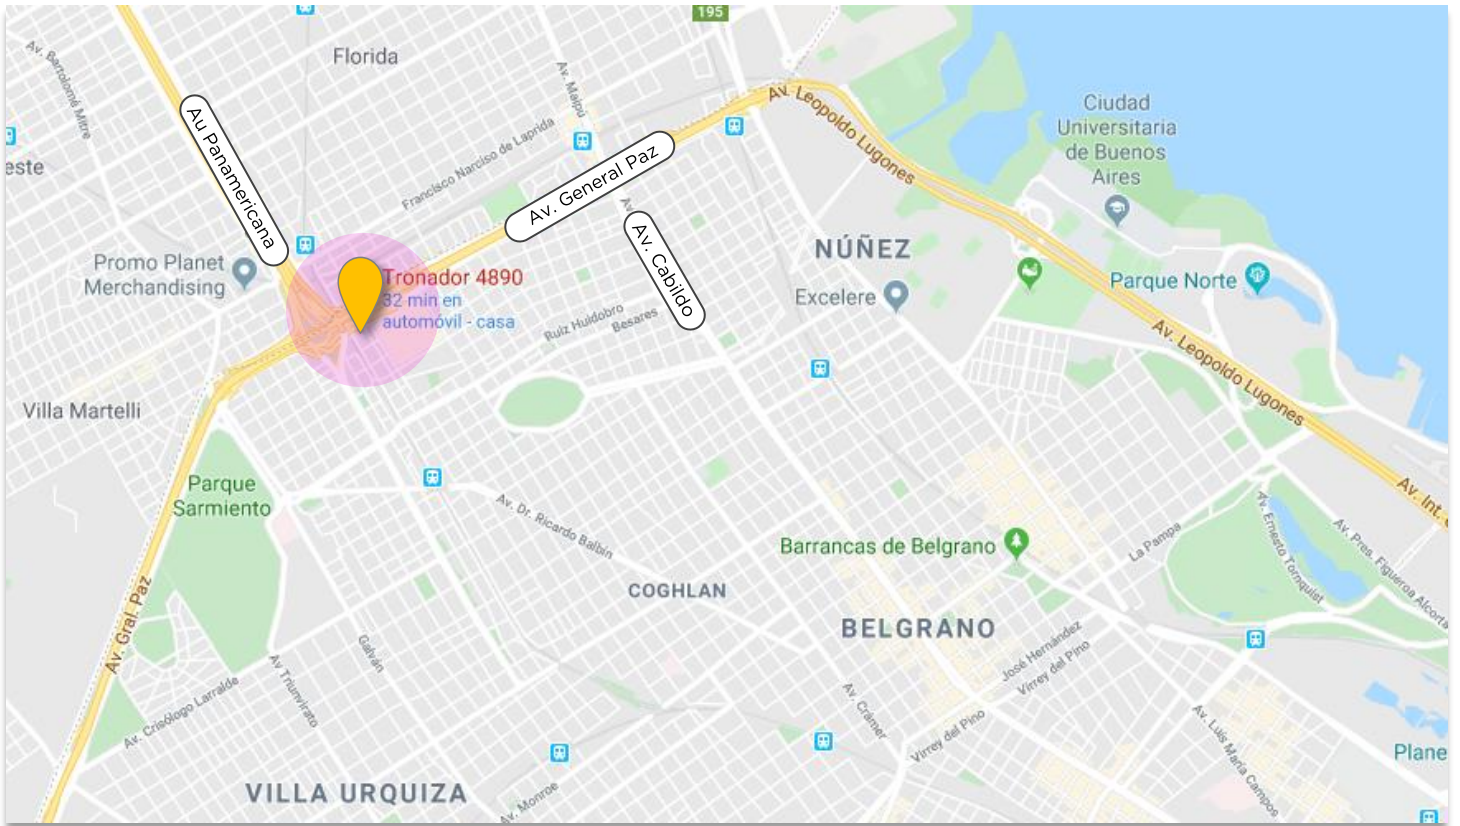 195
Florida
Av. Bartolomé Mitre
Av. Maipú
Av. Leopoldo Lugones
Au Panamericana
Francisco Narciso de Laprida
Av. General Paz
Ciudad
Universitaria
de Buenos
Aires
este
Av.
Av. Cabildo
NÚÑEZ
Promo Planet
Merchandising
Tronador 4890
32 min en
automóvil - casa
Excelere
Parque Norte
Ruiz Huidobro
Besares
Av. Leopoldo Lugones
Villa Martelli
Parque
Sarmiento
Av. Int.
Av. Dr. Ricardo Balbín
Barrancas de Belgrano
La Pampa
Av. Ernesto Tornquist
Av. Pres. Figueroa Alcorta
COGHLAN
Av. Gral. Paz
BELGRANO
José Hernández
Virrey del Pino
Galván
Av Triunvirato
Av. Crisólogo Larralde
Av. Crámer
Virrey del Pino
Av. Luis María Campos
Plane
VILLA URQUIZA
Av. Monroe